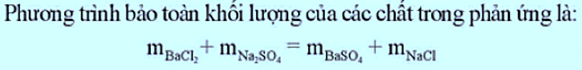 Phương trình bảo toàn khối lượng của các chất trong phản ứng là:
m_BaCl₂ + m_Na₂SO₄ = m_BaSO₄ + m_NaCl